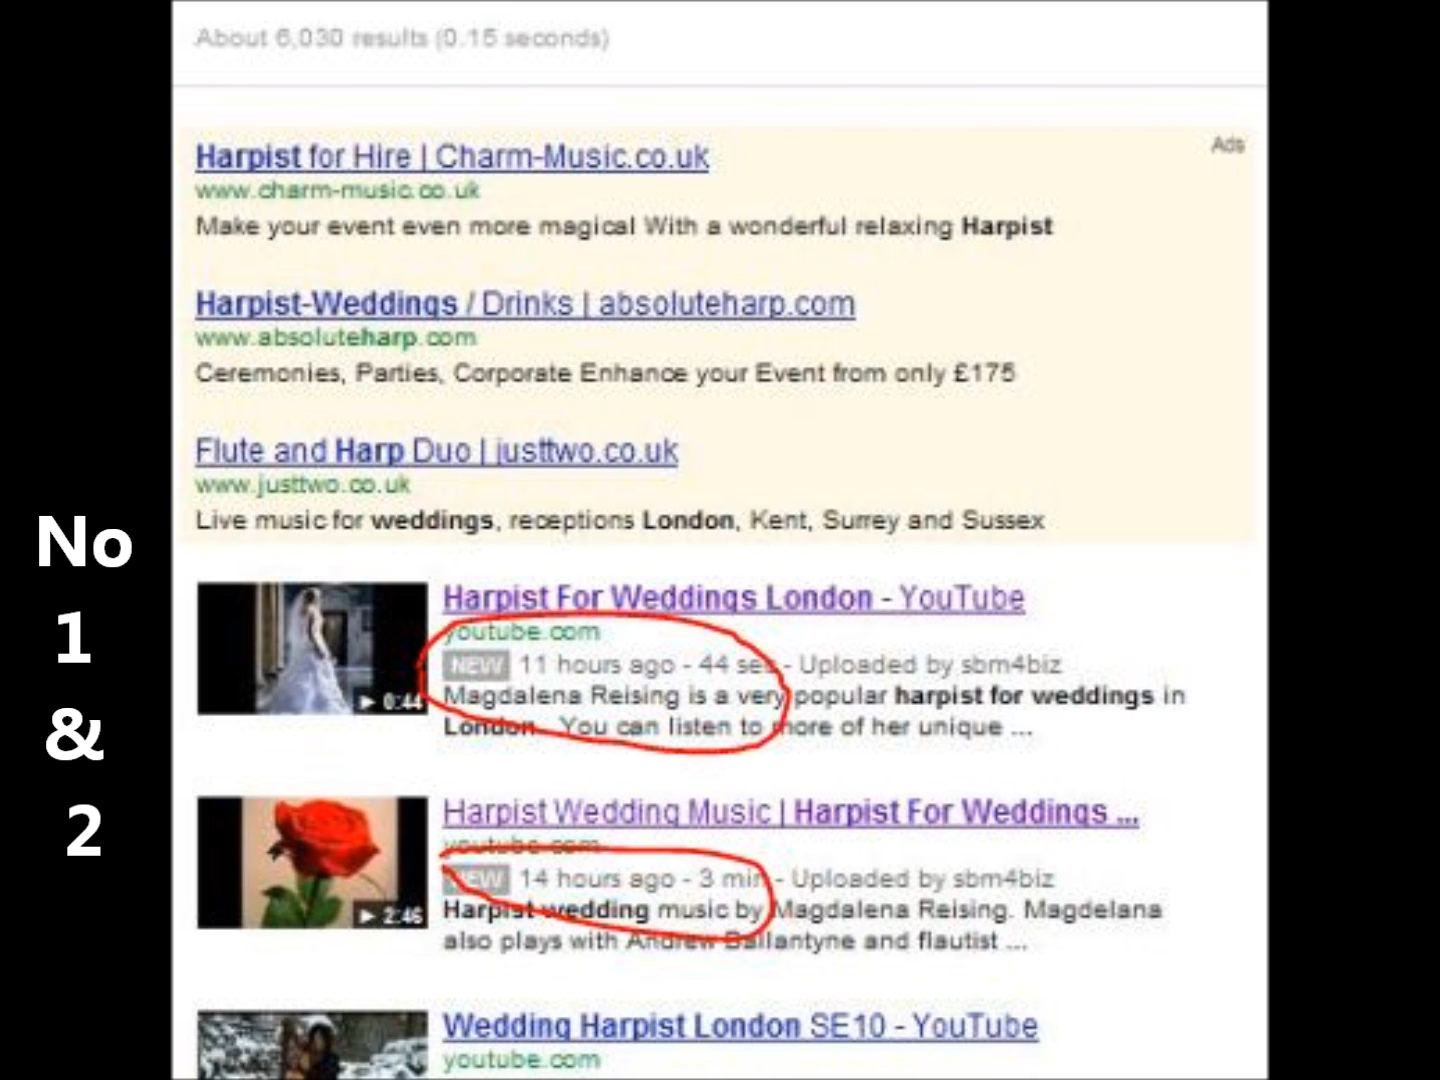 About 6,030 results (0.15 seconds)
Ads
Harpist for Hire | Charm-Music.co.uk
www.charm-music.co.uk
Make your event even more magical With a wonderful relaxing Harpist
Harpist-Weddings / Drinks | absoluteharp.com
www.absoluteharp.com
Ceremonies, Parties, Corporate Enhance your Event from only £175
Flute and Harp Duo | justtwo.co.uk
www.justtwo.co.uk
Live music for weddings, receptions London, Kent, Surrey and Sussex
No
1
&
2
Harpist For Weddings London - YouTube
youtube.com
NEW 11 hours ago - 44 sec - Uploaded by sbm4biz
Magdalena Reising is a very popular harpist for weddings in
London. You can listen to more of her unique ...
0:44
Harpist Wedding Music | Harpist For Weddings ...
youtube.com
NEW 14 hours ago - 3 min - Uploaded by sbm4biz
Harpist wedding music by Magdalena Reising. Magdelana
also plays with Andrew Ballantyne and flautist ...
2:46
Wedding Harpist London SE10 - YouTube
youtube.com